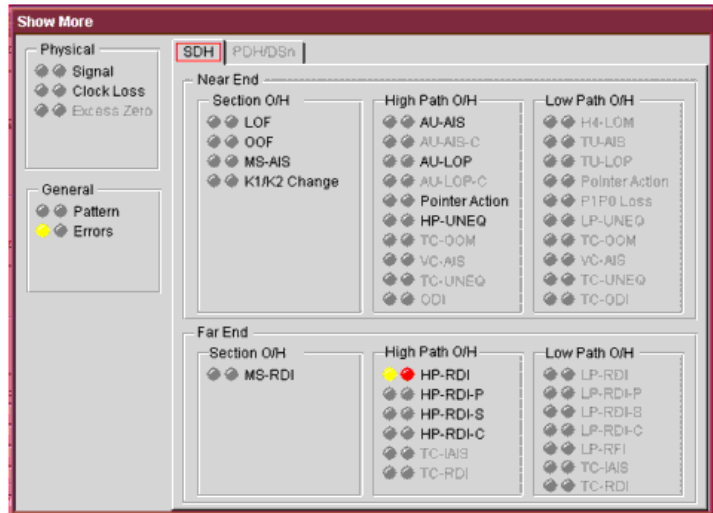 Show More
Physical
Signal
Clock Loss
Excess Zero
General
Pattern
Errors
SDH
PDH/DSn
Near End
Section O/H
LOF
OOF
MS-AIS
K1/K2 Change
High Path O/H
AU-AIS
AU-AIS-C
AU-LOP
AU-LOP-C
Pointer Action
HP-UNEQ
TC-OOM
VC-AIS
TC-UNEQ
ODI
Low Path O/H
H4-LOM
TU-AIS
TU-LOP
Pointer Action
P1P0 Loss
LP-UNEQ
TC-OOM
VC-AIS
TC-UNEQ
TC-ODI
Far End
Section O/H
MS-RDI
High Path O/H
HP-RDI
HP-RDI-P
HP-RDI-S
HP-RDI-C
TC-IAIS
TC-RDI
Low Path O/H
LP-RDI
LP-RDI-P
LP-RDI-S
LP-RDI-C
LP-RFI
TC-IAIS
TC-RDI